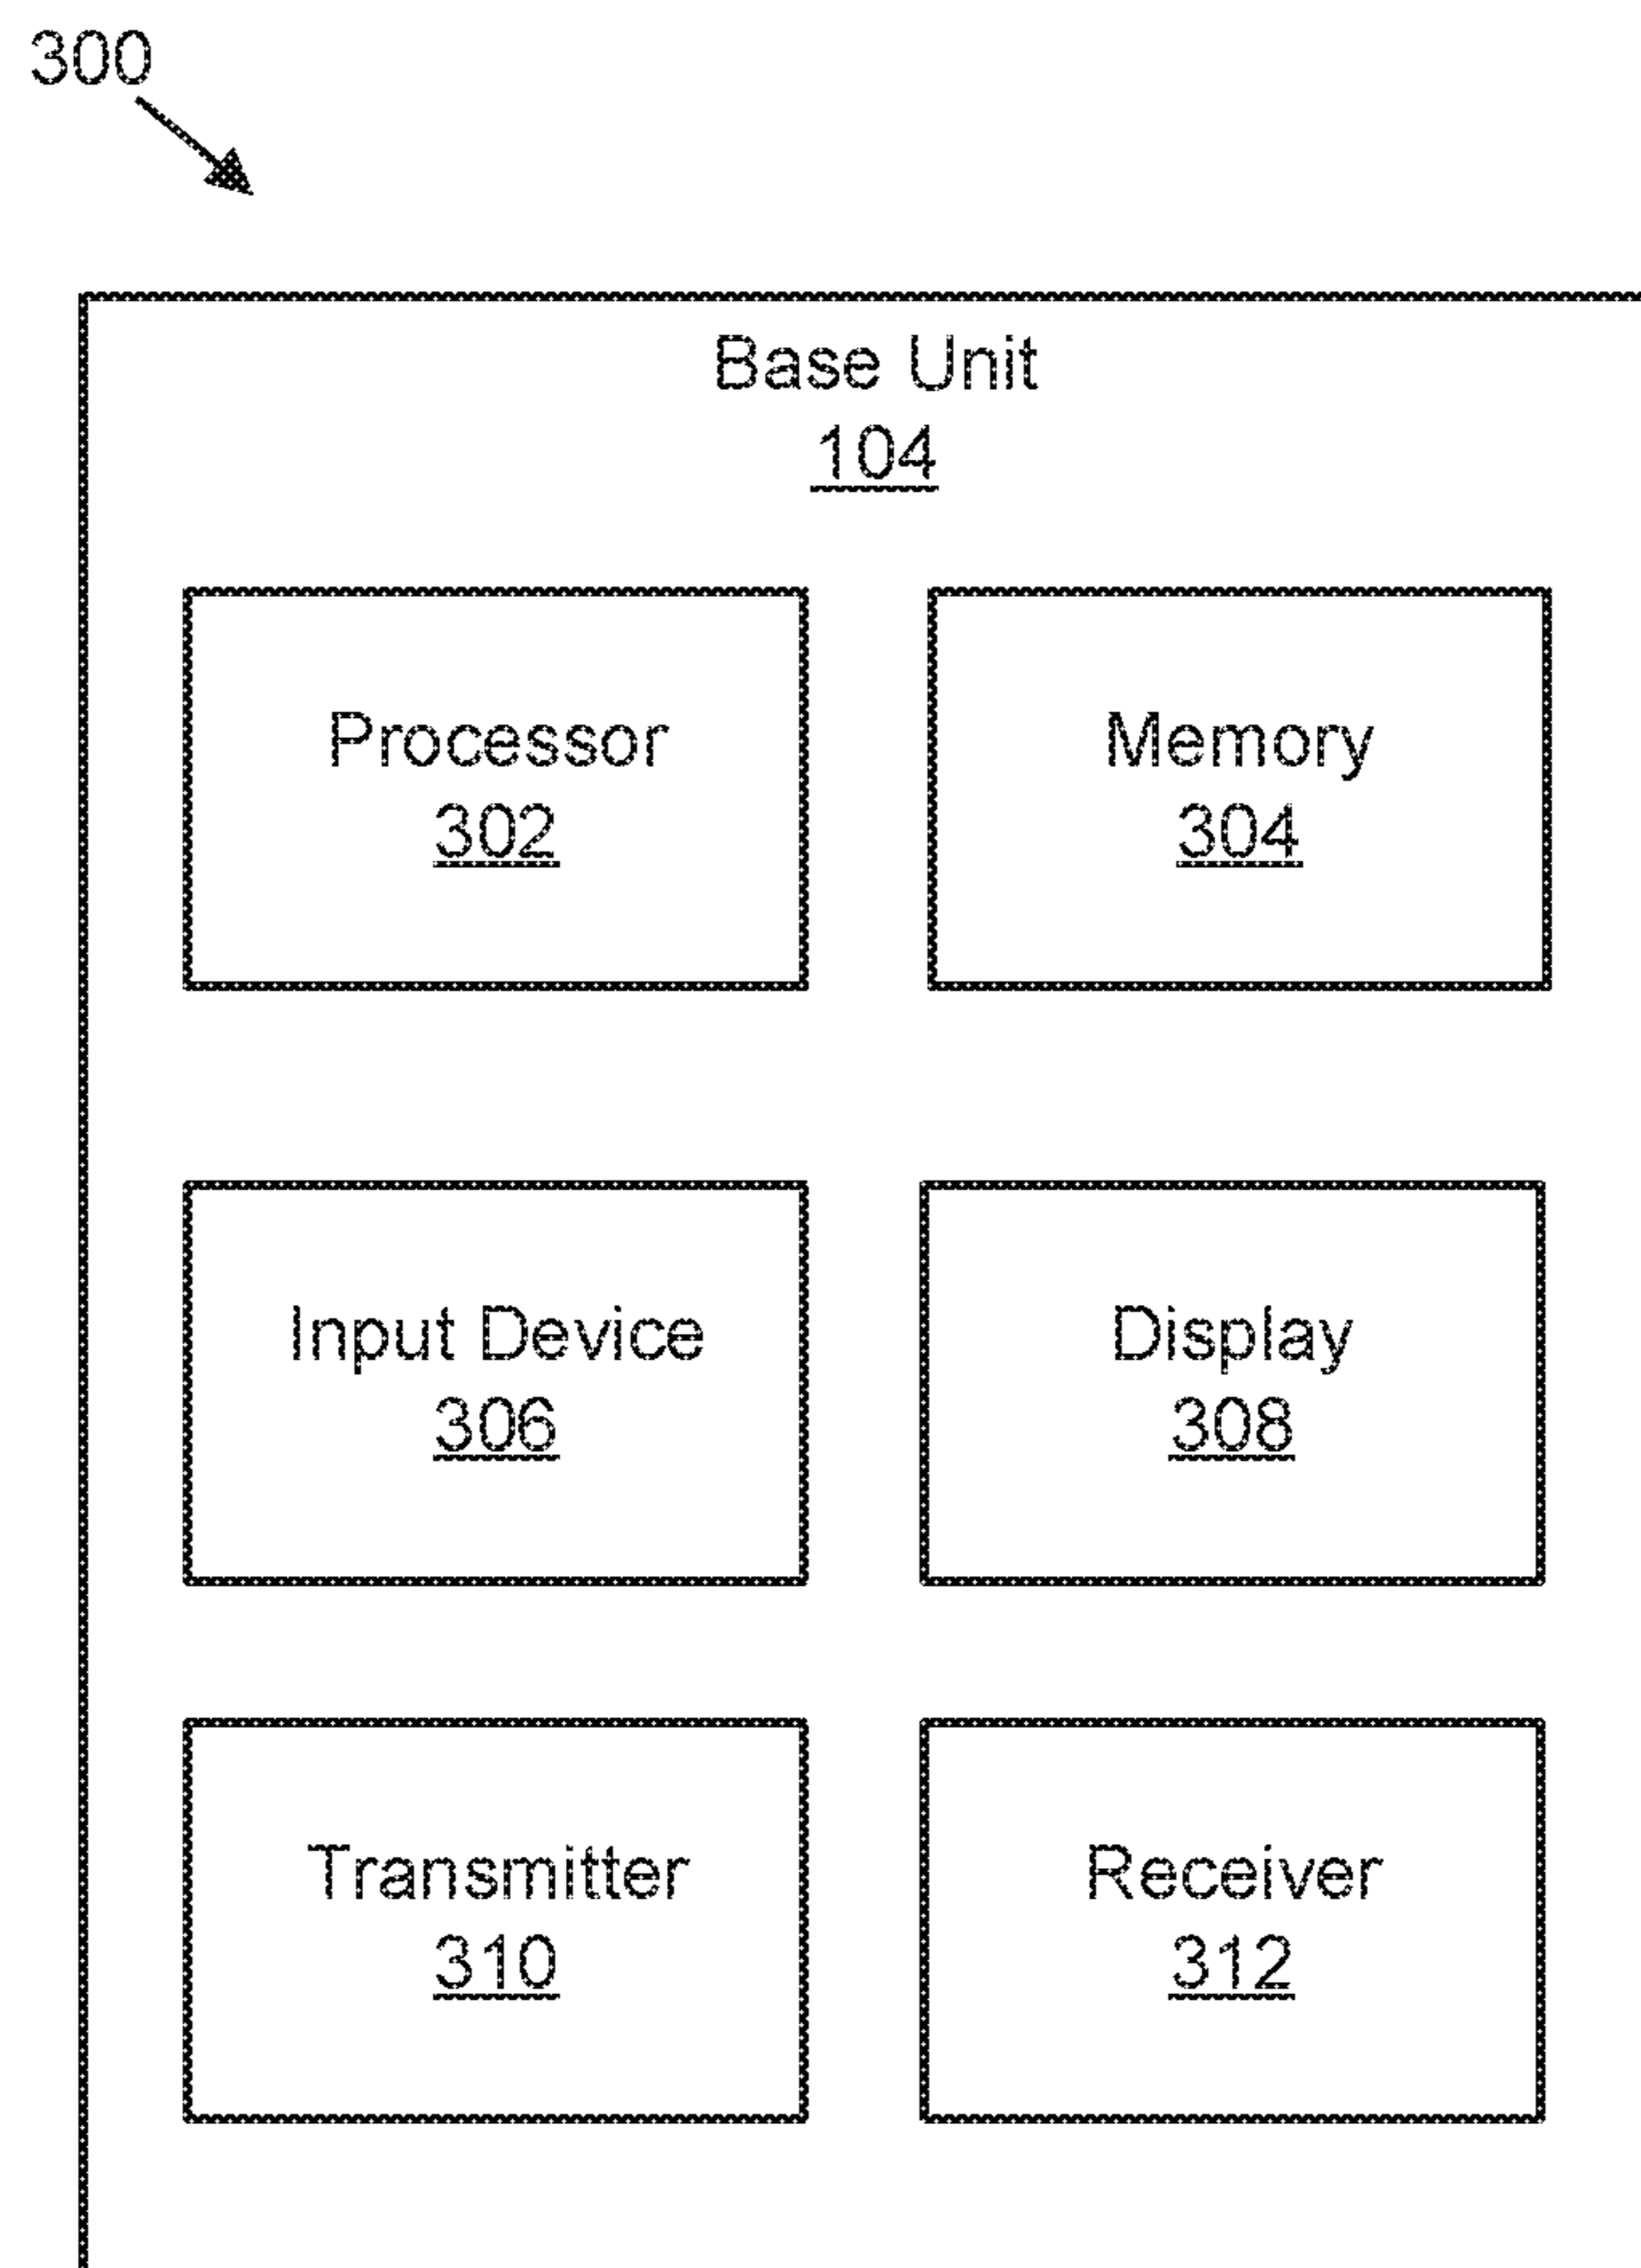 300
Base Unit
104
Processor
302
Memory
304
Input Device
306
Display
308
Transmitter
310
Receiver
312